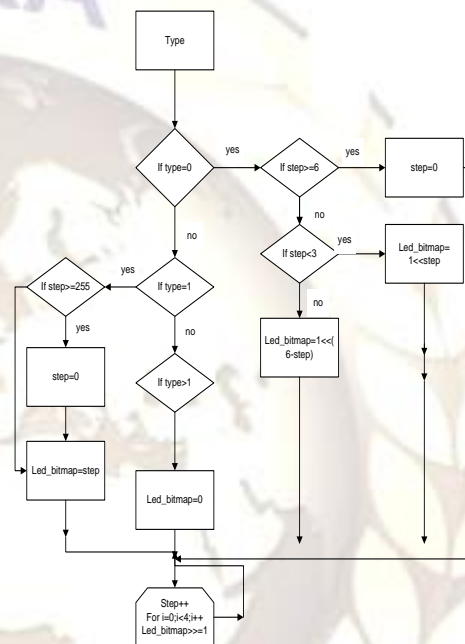 Type
If type=0
yes
If step>=6
yes
step=0
no
no
If step<3
yes
Led_bitmap=
1<<step
If step>=255
yes
If type=1
yes
no
no
step=0
If type>1
Led_bitmap=1<<(
6-step)
Led_bitmap=step
Led_bitmap=0
Step++
For i=0;i<4;i++
Led_bitmap>>=1